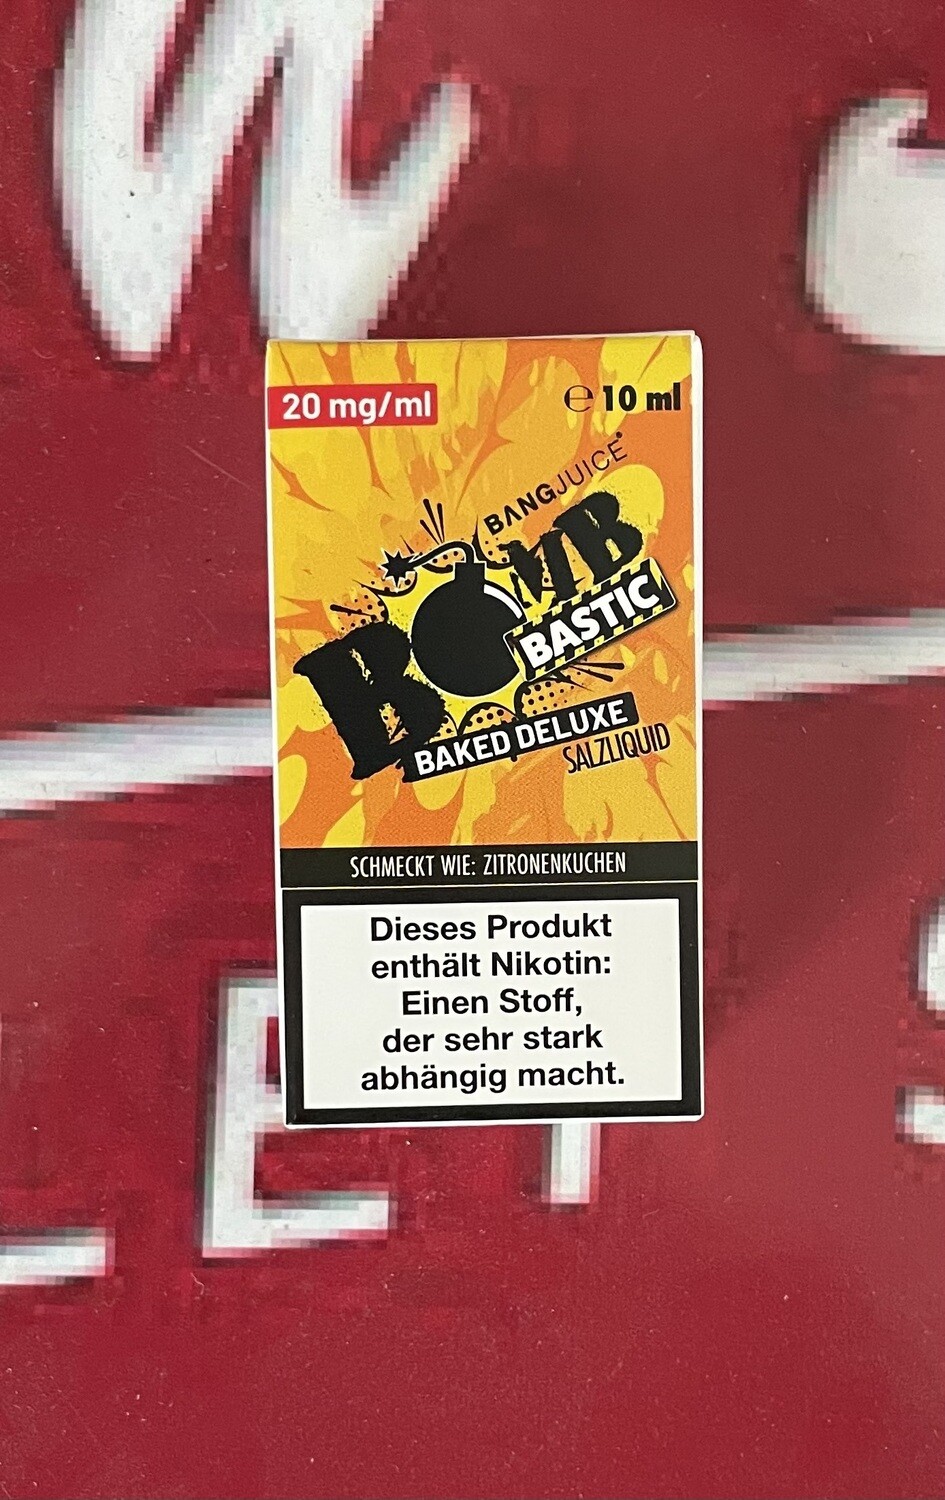 20 mg/ml
℮ 10 ml
BANGJUICE
BOMB
BASTIC
BAKED DELUXE
SALZLIQUID
SCHMECKT WIE: ZITRONENKUCHEN
Dieses Produkt
enthält Nikotin:
Einen Stoff,
der sehr stark
abhängig macht.